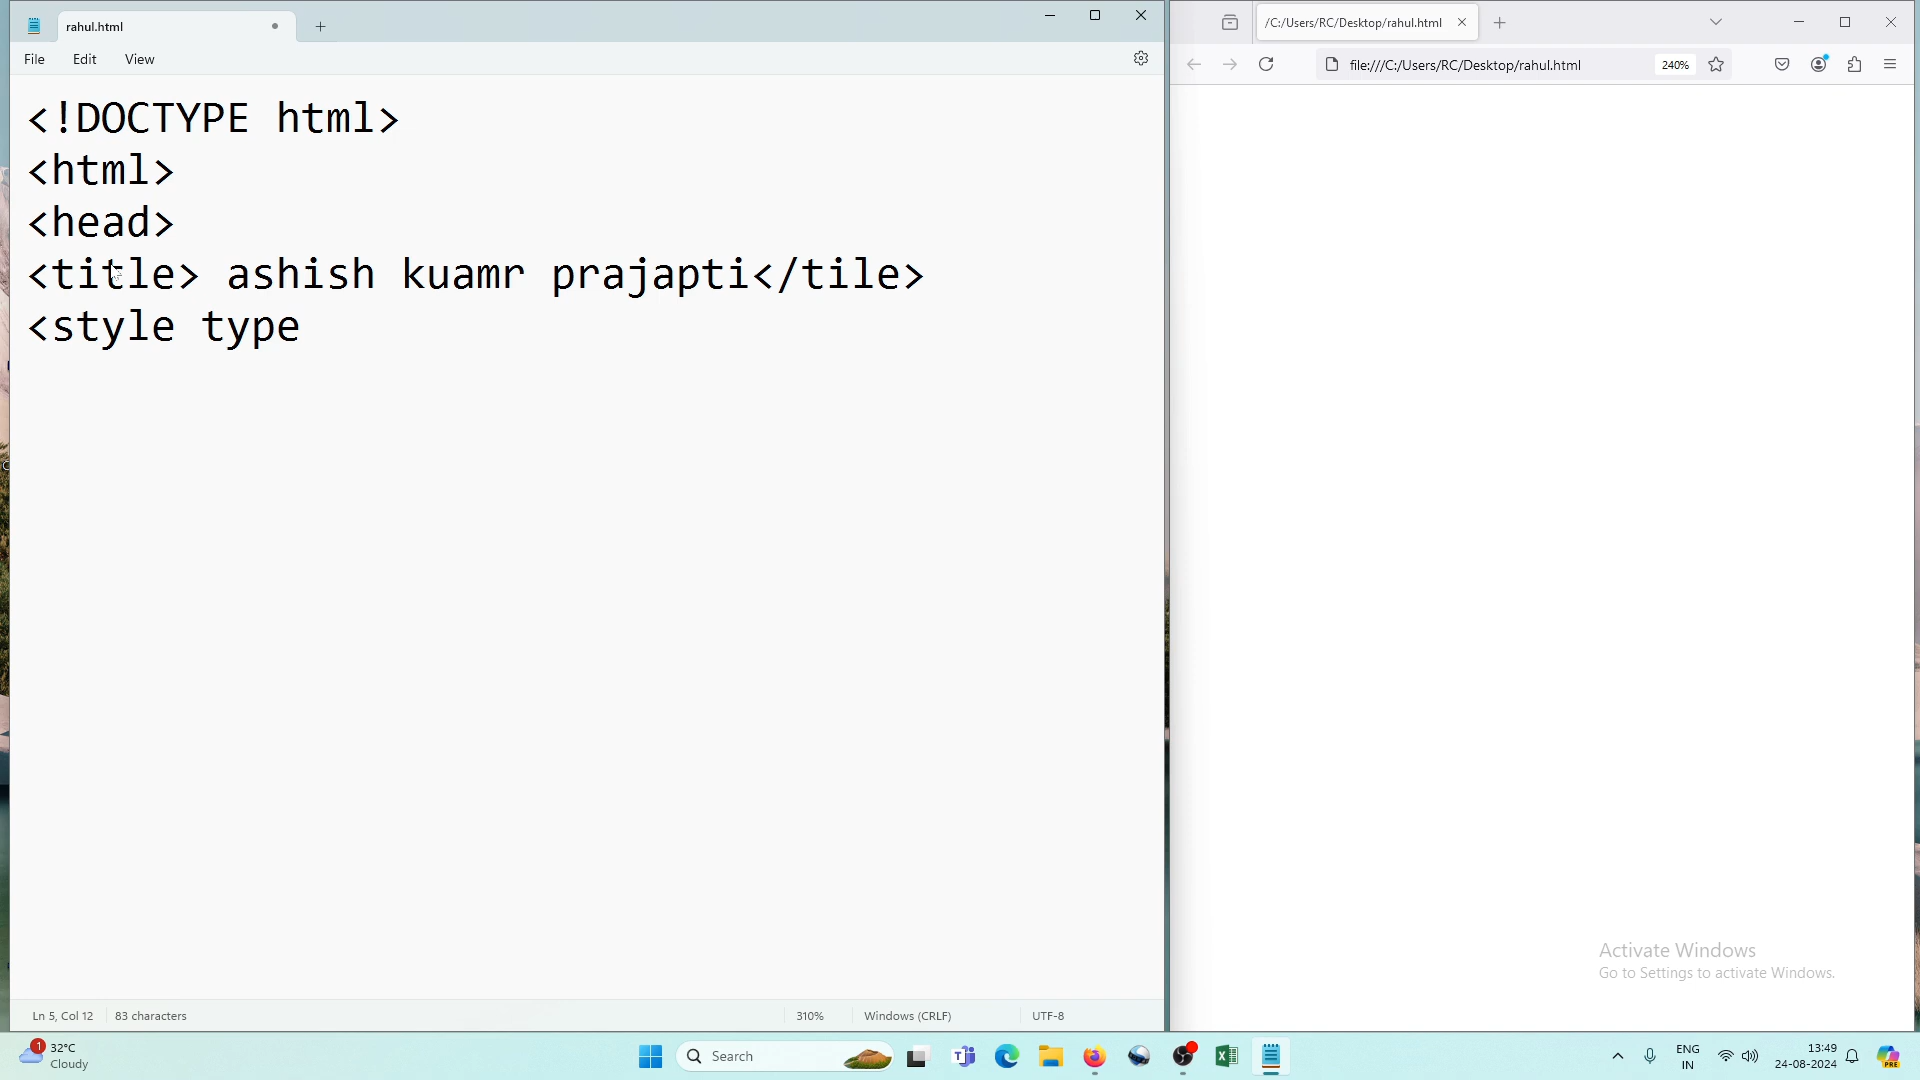 rahul.html
File Edit View
<!DOCTYPE html>
<html>
<head>
<title> ashish kuamr prajapti</tile>
<style type
Ln 5, Col 12 83 characters 310% Windows (CRLF) UTF-8
/C:/Users/RC/Desktop/rahul.html
file:///C:/Users/RC/Desktop/rahul.html 240%
Activate Windows
Go to Settings to activate Windows.
1 32°C
Cloudy
Search
ENG
IN
13:49
24-08-2024
PRE